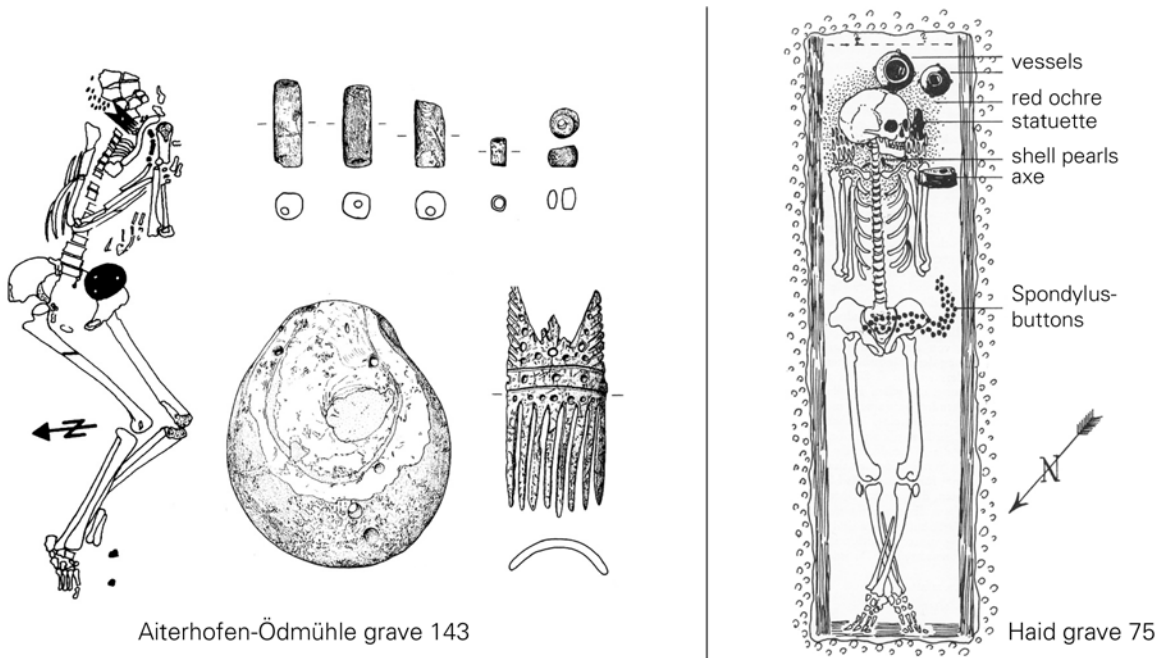 vessels
red ochre
statuette
shell pearls
axe
Spondylus-
buttons
N
N
Aiterhofen-Ödmühle grave 143
Haid grave 75